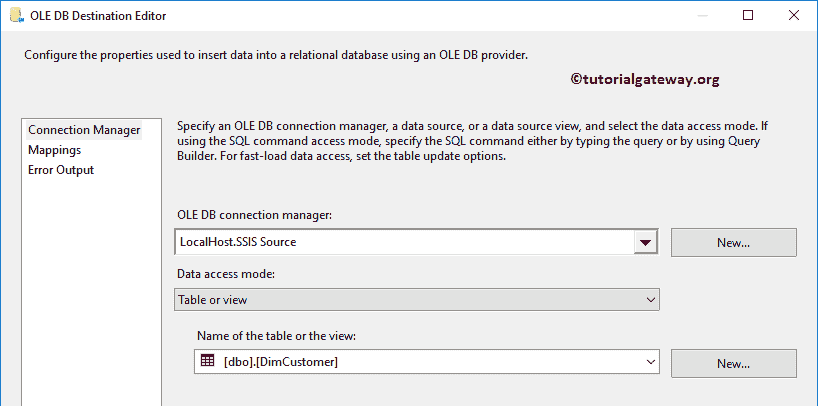 OLE DB Destination Editor
Configure the properties used to insert data into a relational database using an OLE DB provider.
©tutorialgateway.org
Connection Manager
Mappings
Error Output
Specify an OLE DB connection manager, a data source, or a data source view, and select the data access mode. If
using the SQL command access mode, specify the SQL command either by typing the query or by using Query
Builder. For fast-load data access, set the table update options.
OLE DB connection manager:
LocalHost.SSIS Source
New...
Data access mode:
Table or view
Name of the table or the view:
[dbo].[DimCustomer]
New...